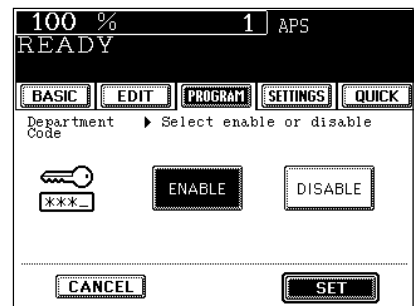 100 % 1 APS
READY
BASIC EDIT PROGRAM SETTINGS QUICK
Department Code ▶ Select enable or disable
***_ ENABLE DISABLE
CANCEL SET